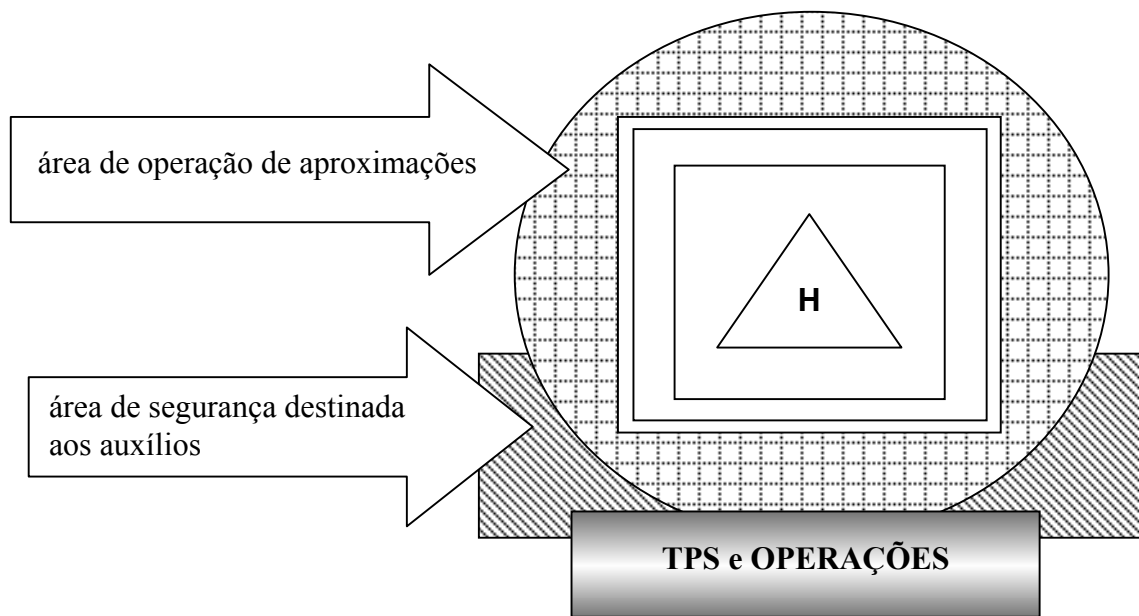 área de operação de aproximações
H
área de segurança destinada
aos auxílios
TPS e OPERAÇÕES